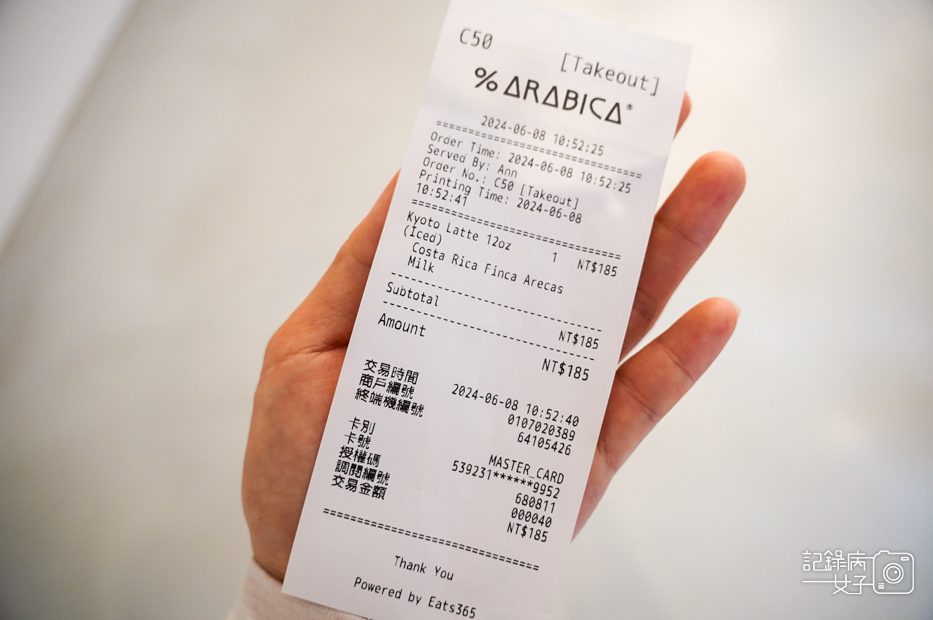 C50
[Takeout]
% ARABICA
2024-06-08 10:52:25
==============================
Order Time: 2024-06-08 10:52:25
Served By: Ann
Order No.: C50 [Takeout]
Printing Time: 2024-06-08
10:52:41
==============================
Kyoto Latte 12oz 1 NT$185
(Iced)
Costa Rica Finca Arecas
Milk
------------------------------
Subtotal NT$185
------------------------------
Amount NT$185
交易時間 2024-06-08 10:52:40
商戶編號 0107020389
終端機編號 64105426
卡別 MASTER_CARD
卡號 539231******9952
授權碼 680811
調閱編號 000040
交易金額 NT$185
==============================
Thank You
Powered by Eats365
記錄病
女子